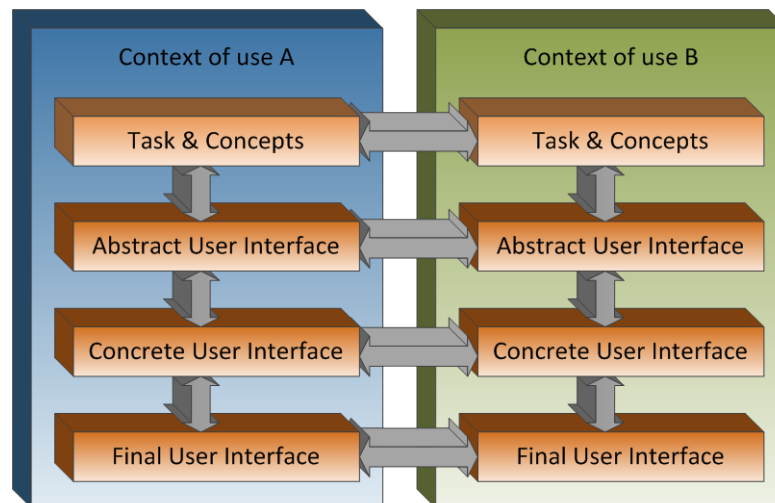 Context of use A
Context of use B
Task & Concepts
Task & Concepts
Abstract User Interface
Abstract User Interface
Concrete User Interface
Concrete User Interface
Final User Interface
Final User Interface